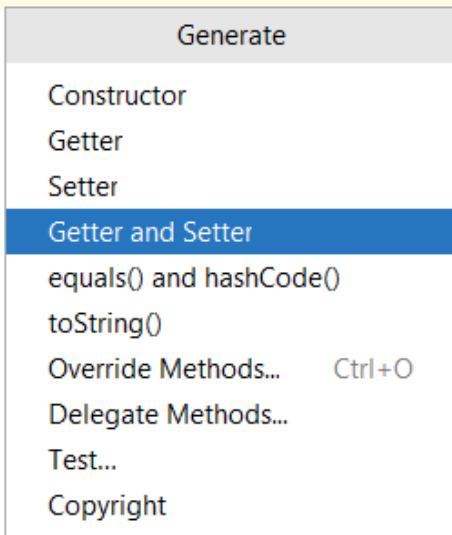 Generate
Constructor
Getter
Setter
Getter and Setter
equals() and hashCode()
toString()
Override Methods... Ctrl+O
Delegate Methods...
Test...
Copyright